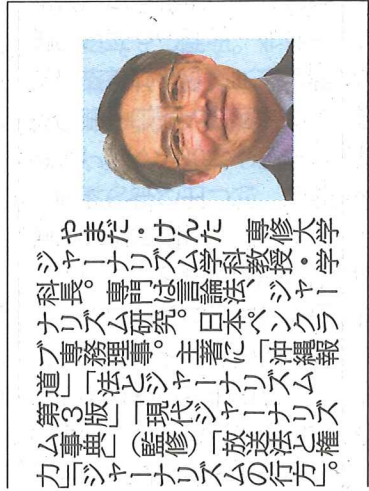 やまだ・けんた　専修大学
ジャーナリズム学科教授・学
科長。専門は言論法、ジャー
ナリズム研究。日本ペンクラ
ブ専務理事。主著に「沖縄報
道」「法とジャーナリズム
第3版」「現代ジャーナリズ
ム事典」（監修）「放送法と権
力」「ジャーナリズムの行方」。